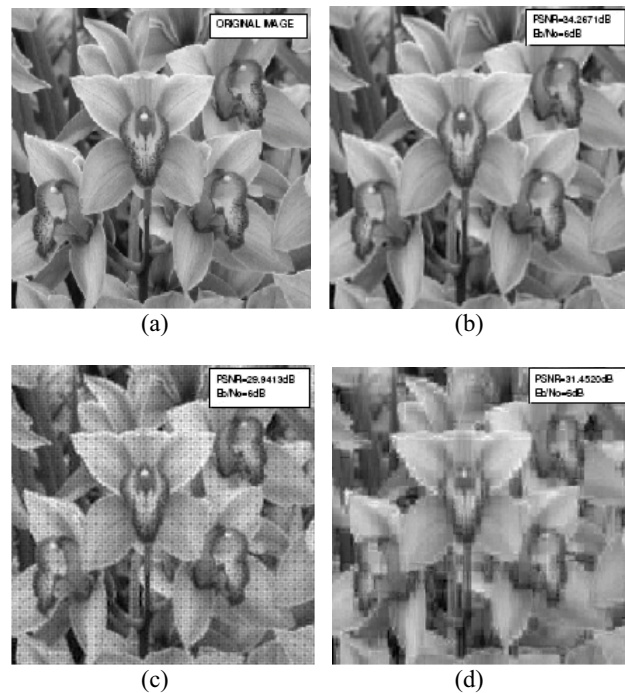 ORIGINAL IMAGE
PSNR=34.2671dB
Eb/No=6dB
(a)
(b)
PSNR=29.9413dB
Eb/No=6dB
PSNR=31.4520dB
Eb/No=6dB
(c)
(d)